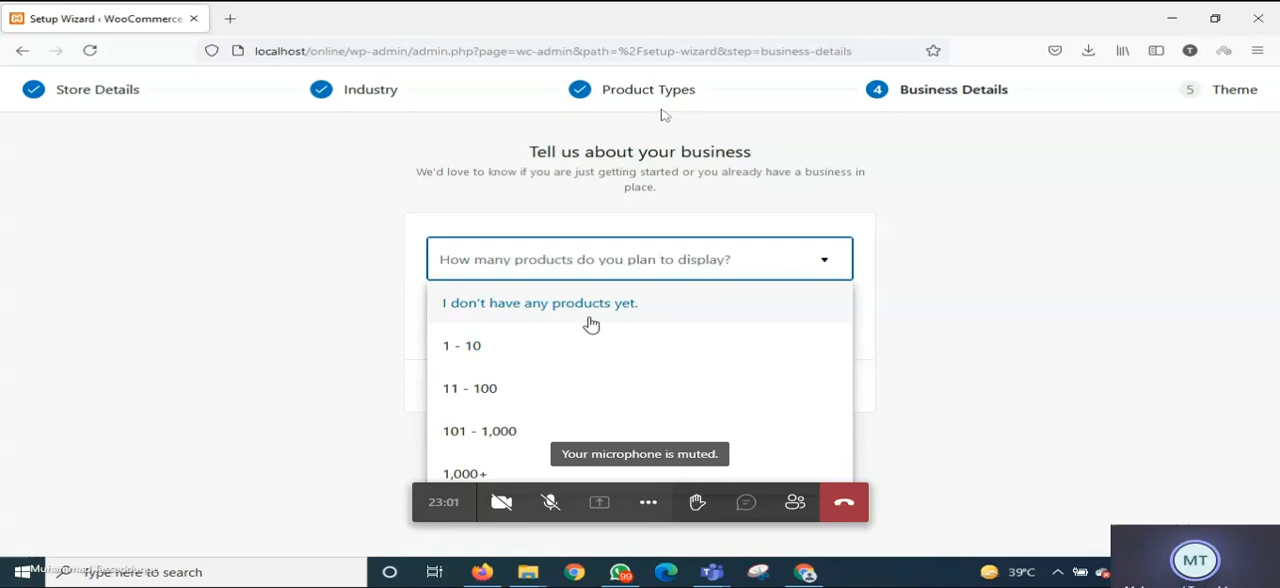 Setup Wizard ‹ WooCommerce
localhost/online/wp-admin/admin.php?page=wc-admin&path=%2Fsetup-wizard&step=business-details
Store Details
Industry
Product Types
4 Business Details
5 Theme
Tell us about your business
We'd love to know if you are just getting started or you already have a business in
place.
How many products do you plan to display?
I don't have any products yet.
1 - 10
11 - 100
101 - 1,000
Your microphone is muted.
1,000+
23:01
MT
Type here to search
99
39°C